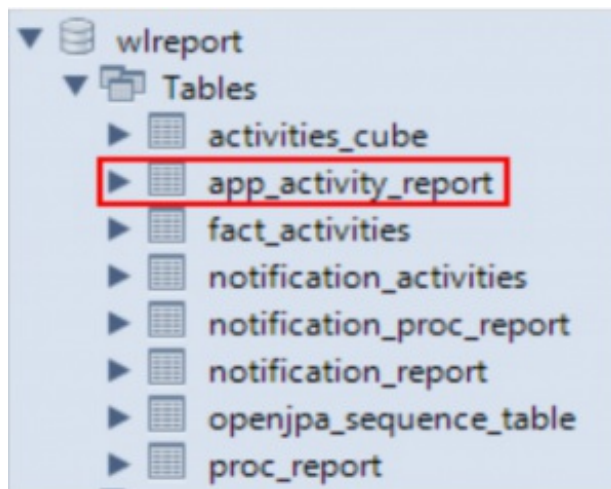 wlreport
Tables
activities_cube
app_activity_report
fact_activities
notification_activities
notification_proc_report
notification_report
openjpa_sequence_table
proc_report